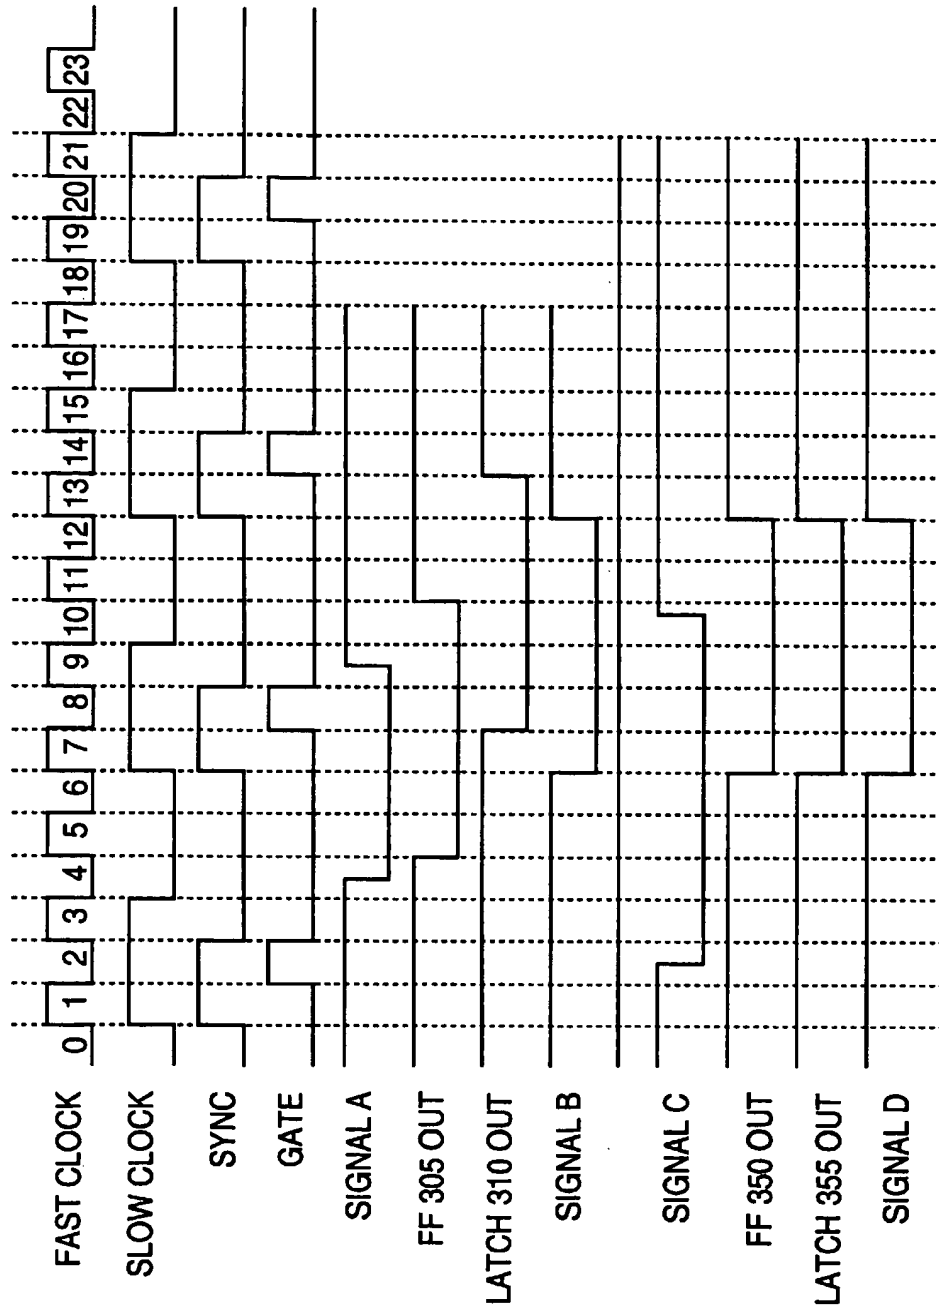 FAST CLOCK
0 1 2 3 4 5 6 7 8 9 10 11 12 13 14 15 16 17 18 19 20 21 22 23
SLOW CLOCK
SYNC
GATE
SIGNAL A
FF 305 OUT
LATCH 310 OUT
SIGNAL B
SIGNAL C
FF 350 OUT
LATCH 355 OUT
SIGNAL D